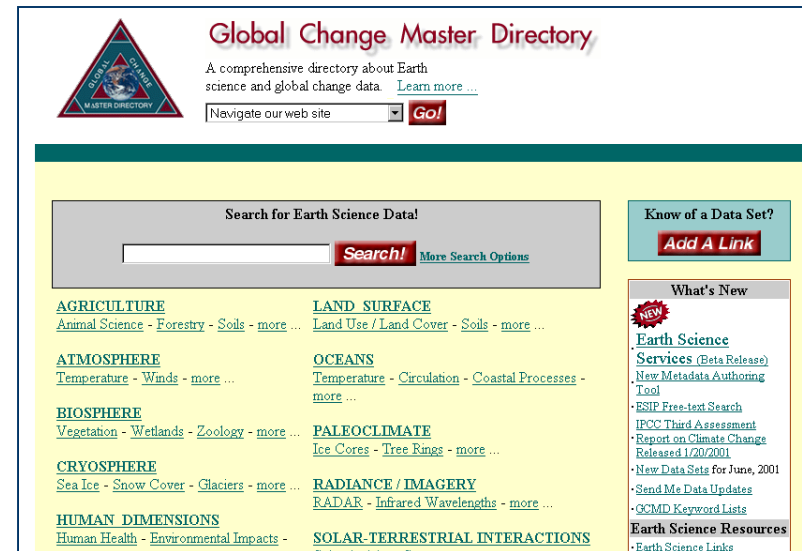 Global Change Master Directory
A comprehensive directory about Earth
science and global change data. Learn more ...
GLOBAL CHANGE
MASTER DIRECTORY
Navigate our web site Go!
Search for Earth Science Data!
Search! More Search Options
AGRICULTURE
Animal Science - Forestry - Soils - more ...
ATMOSPHERE
Temperature - Winds - more ...
BIOSPHERE
Vegetation - Wetlands - Zoology - more ...
CRYOSPHERE
Sea Ice - Snow Cover - Glaciers - more ...
HUMAN DIMENSIONS
Human Health - Environmental Impacts -
LAND SURFACE
Land Use / Land Cover - Soils - more ...
OCEANS
Temperature - Circulation - Coastal Processes -
more ...
PALEOCLIMATE
Ice Cores - Tree Rings - more ...
RADIANCE / IMAGERY
RADAR - Infrared Wavelengths - more ...
SOLAR-TERRESTRIAL INTERACTIONS
Know of a Data Set?
Add A Link
What's New
NEW
·Earth Science
Services (Beta Release)
·New Metadata Authoring
Tool
·ESIP Free-text Search
IPCC Third Assessment
·Report on Climate Change
Released 1/20/2001
·New Data Sets for June, 2001
·Send Me Data Updates
·GCMD Keyword Lists
Earth Science Resources
·Earth Science Links